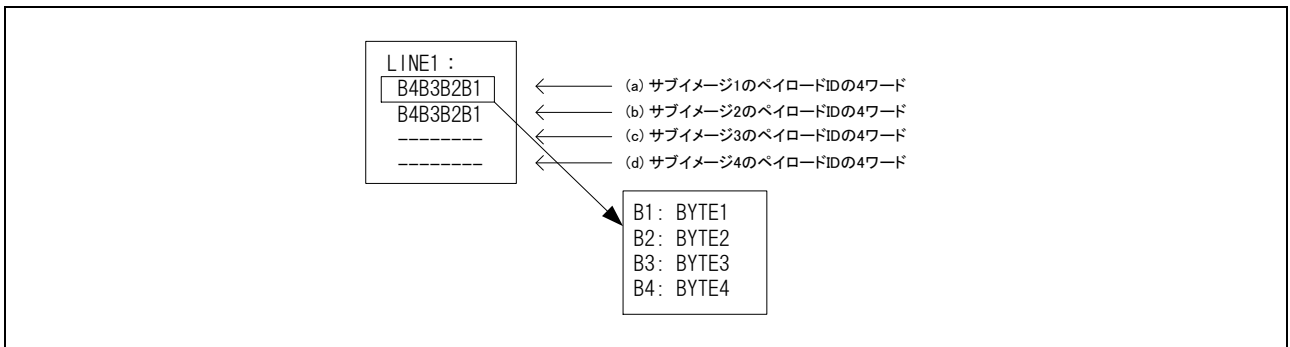 LINE1：
B4B3B2B1 (a) サブイメージ1のペイロードIDの4ワード
B4B3B2B1 (b) サブイメージ2のペイロードIDの4ワード
-------- (c) サブイメージ3のペイロードIDの4ワード
-------- (d) サブイメージ4のペイロードIDの4ワード
B1: BYTE1
B2: BYTE2
B3: BYTE3
B4: BYTE4